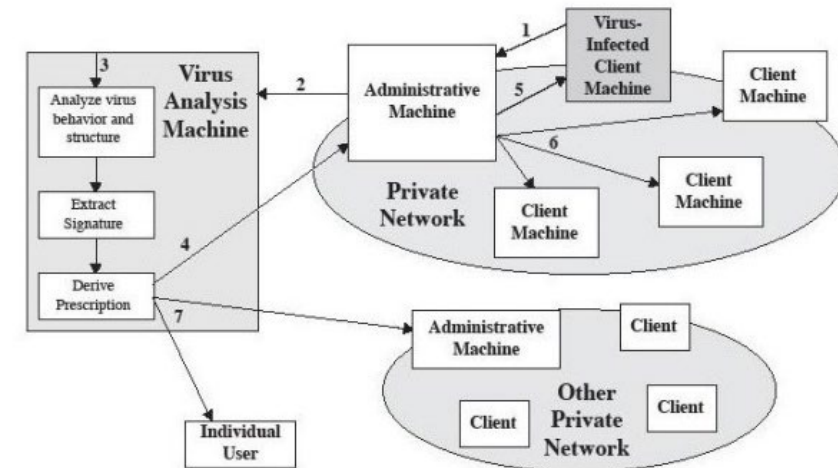 3
Analyze virus
behavior and
structure
Extract
Signature
Derive
Prescription
Virus
Analysis
Machine
2
4
7
Administrative
Machine
1
5
6
Virus-
Infected
Client
Machine
Client
Machine
Client
Machine
Client
Machine
Private
Network
Administrative
Machine
Client
Client
Client
Other
Private
Network
Individual
User